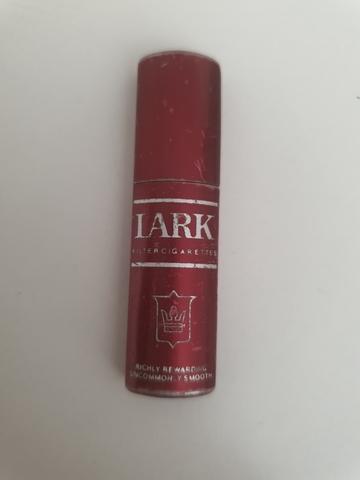 LARK
FILTER CIGARETTES
RICHLY REWARDING
UNCOMMONLY SMOOTH